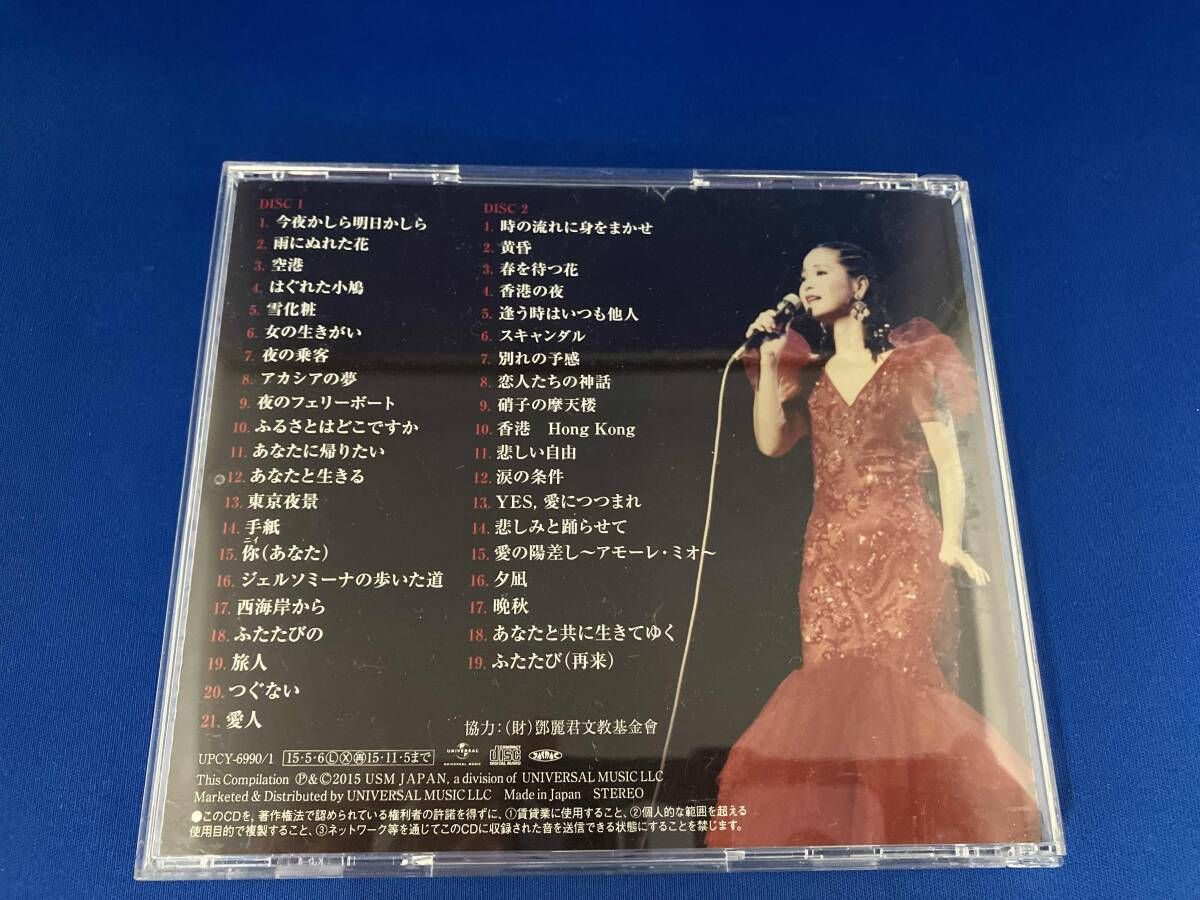 DISC 1
1. 今夜かしら明日かしら
2. 雨にぬれた花
3. 空港
4. はぐれた小鳩
5. 雪化粧
6. 女の生きがい
7. 夜の乗客
8. アカシアの夢
9. 夜のフェリーボート
10. ふるさとはどこですか
11. あなたに帰りたい
12. あなたと生きる
13. 東京夜景
14. 手紙
ニイ
15. 你(あなた)
16. ジェルソミーナの歩いた道
17. 西海岸から
18. ふたたびの
19. 旅人
20. つぐない
21. 愛人
DISC 2
1. 時の流れに身をまかせ
2. 黄昏
3. 春を待つ花
4. 香港の夜
5. 逢う時はいつも他人
6. スキャンダル
7. 別れの予感
8. 恋人たちの神話
9. 硝子の摩天楼
10. 香港 Hong Kong
11. 悲しい自由
12. 涙の条件
13. YES, 愛につつまれ
14. 悲しみと踊らせて
15. 愛の陽差し〜アモーレ・ミオ〜
16. 夕凪
17. 晩秋
18. あなたと共に生きてゆく
19. ふたたび(再来)
協力:(財)鄧麗君文教基金會
UPCY-6990/1 15・5・6ⓁⓍ㊢15・11・5まで UNIVERSAL UNIVERSAL MUSIC COMPACT disc DIGITAL AUDIO
This Compilation ℗&©2015 USM JAPAN, a division of UNIVERSAL MUSIC LLC
Marketed & Distributed by UNIVERSAL MUSIC LLC Made in Japan STEREO
●このCDを、著作権法で認められている権利者の許諾を得ずに、①賃貸業に使用すること、②個人的な範囲を超える
使用目的で複製すること、③ネットワーク等を通じてこのCDに収録された音を送信できる状態にすることを禁じます。